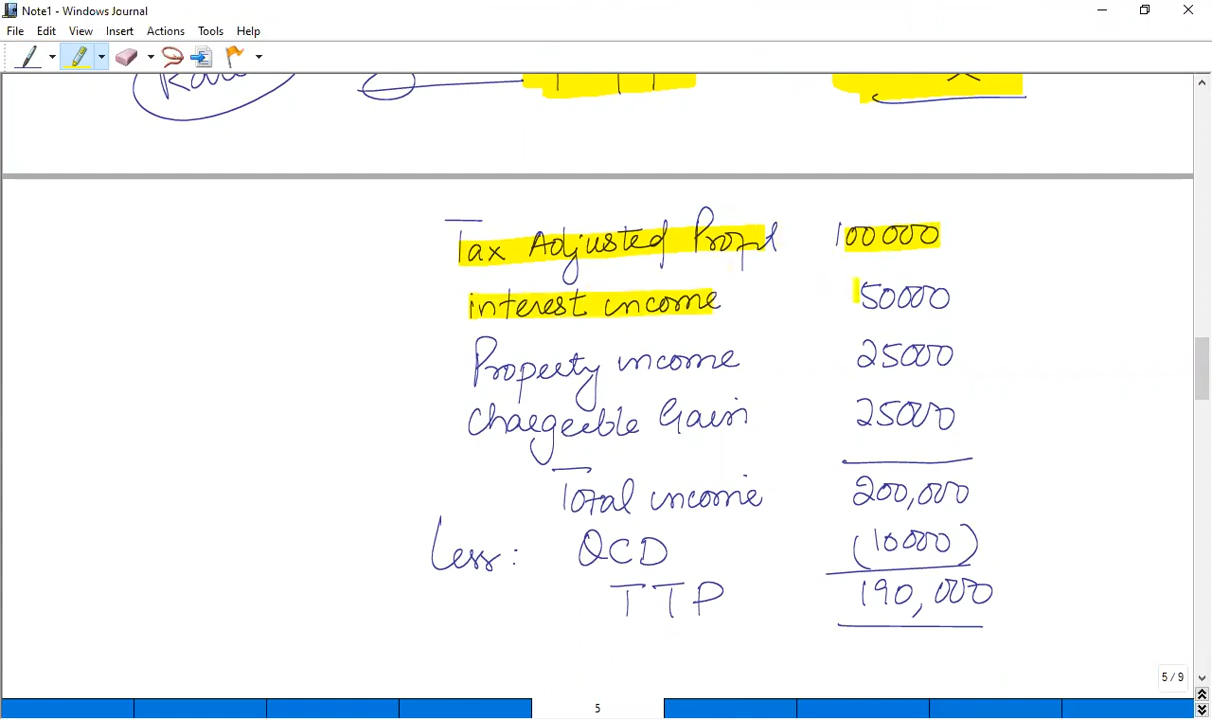 Note1 - Windows Journal
File Edit View Insert Actions Tools Help
Tax Adjusted Profit 100000
interest income 50000
Property income 25000
Chargeeble Gain 25000
Total income 200,000
Less: QCD (10000)
TTP 190,000
5 / 9
5